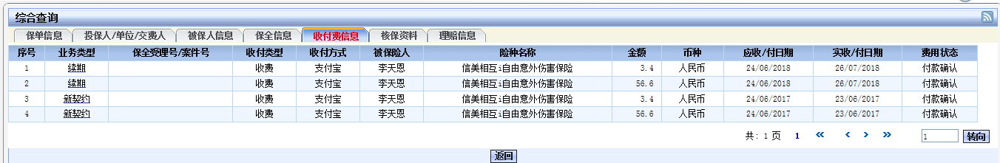 综合查询
保单信息 投保人/单位/交费人 被保人信息 保全信息 收付费信息 核保资料 理赔信息
序号 业务类型 保全受理号/案件号 收付类型 收付方式 被保险人 险种名称 金额 币种 应收/付日期 实收/付日期 费用状态
1 续期 收费 支付宝 李天恩 信美相互i自由意外伤害保险 3.4 人民币 24/06/2018 26/07/2018 付款确认
2 续期 收费 支付宝 李天恩 信美相互i自由意外伤害保险 56.6 人民币 24/06/2018 26/07/2018 付款确认
3 新契约 收费 支付宝 李天恩 信美相互i自由意外伤害保险 3.4 人民币 24/06/2017 23/06/2017 付款确认
4 新契约 收费 支付宝 李天恩 信美相互i自由意外伤害保险 56.6 人民币 24/06/2017 23/06/2017 付款确认
共: 1 页 1 « ‹ › » 1 转向
返回